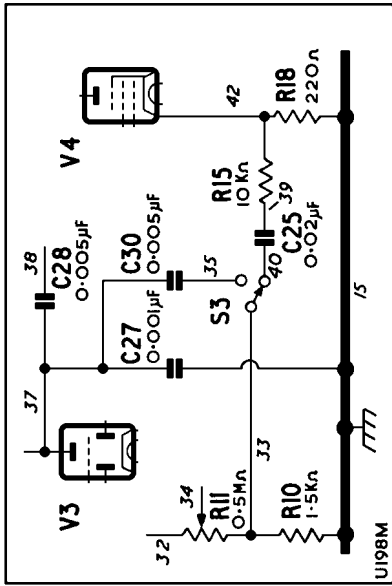 V3
V4
37
38
C28
0·005µF
42
C27
0·001µF
C30
0·005µF
32
34
R11
0·5MΩ
35
S3
R15
10KΩ
39
40
C25
0·02µF
33
R10
1·5KΩ
R18
220Ω
15
U198M